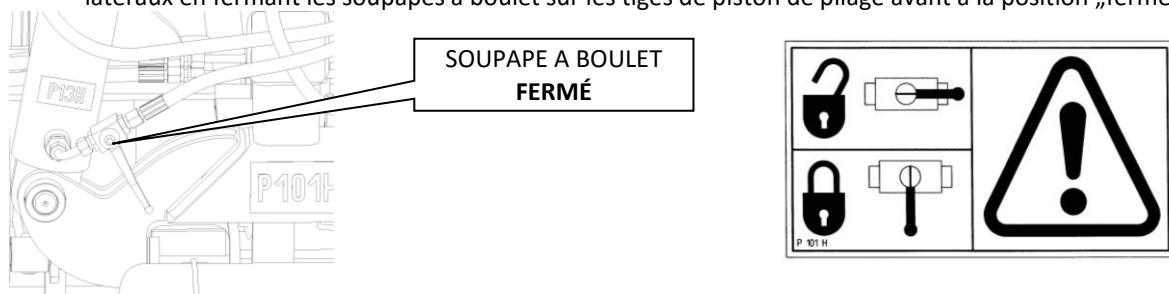 latéraux en fermant les soupapes à boulet sur les tiges de piston de pliage avant à la position „fermé
SOUPAPE A BOULET
FERMÉ
P13H
P101H
P 101 H